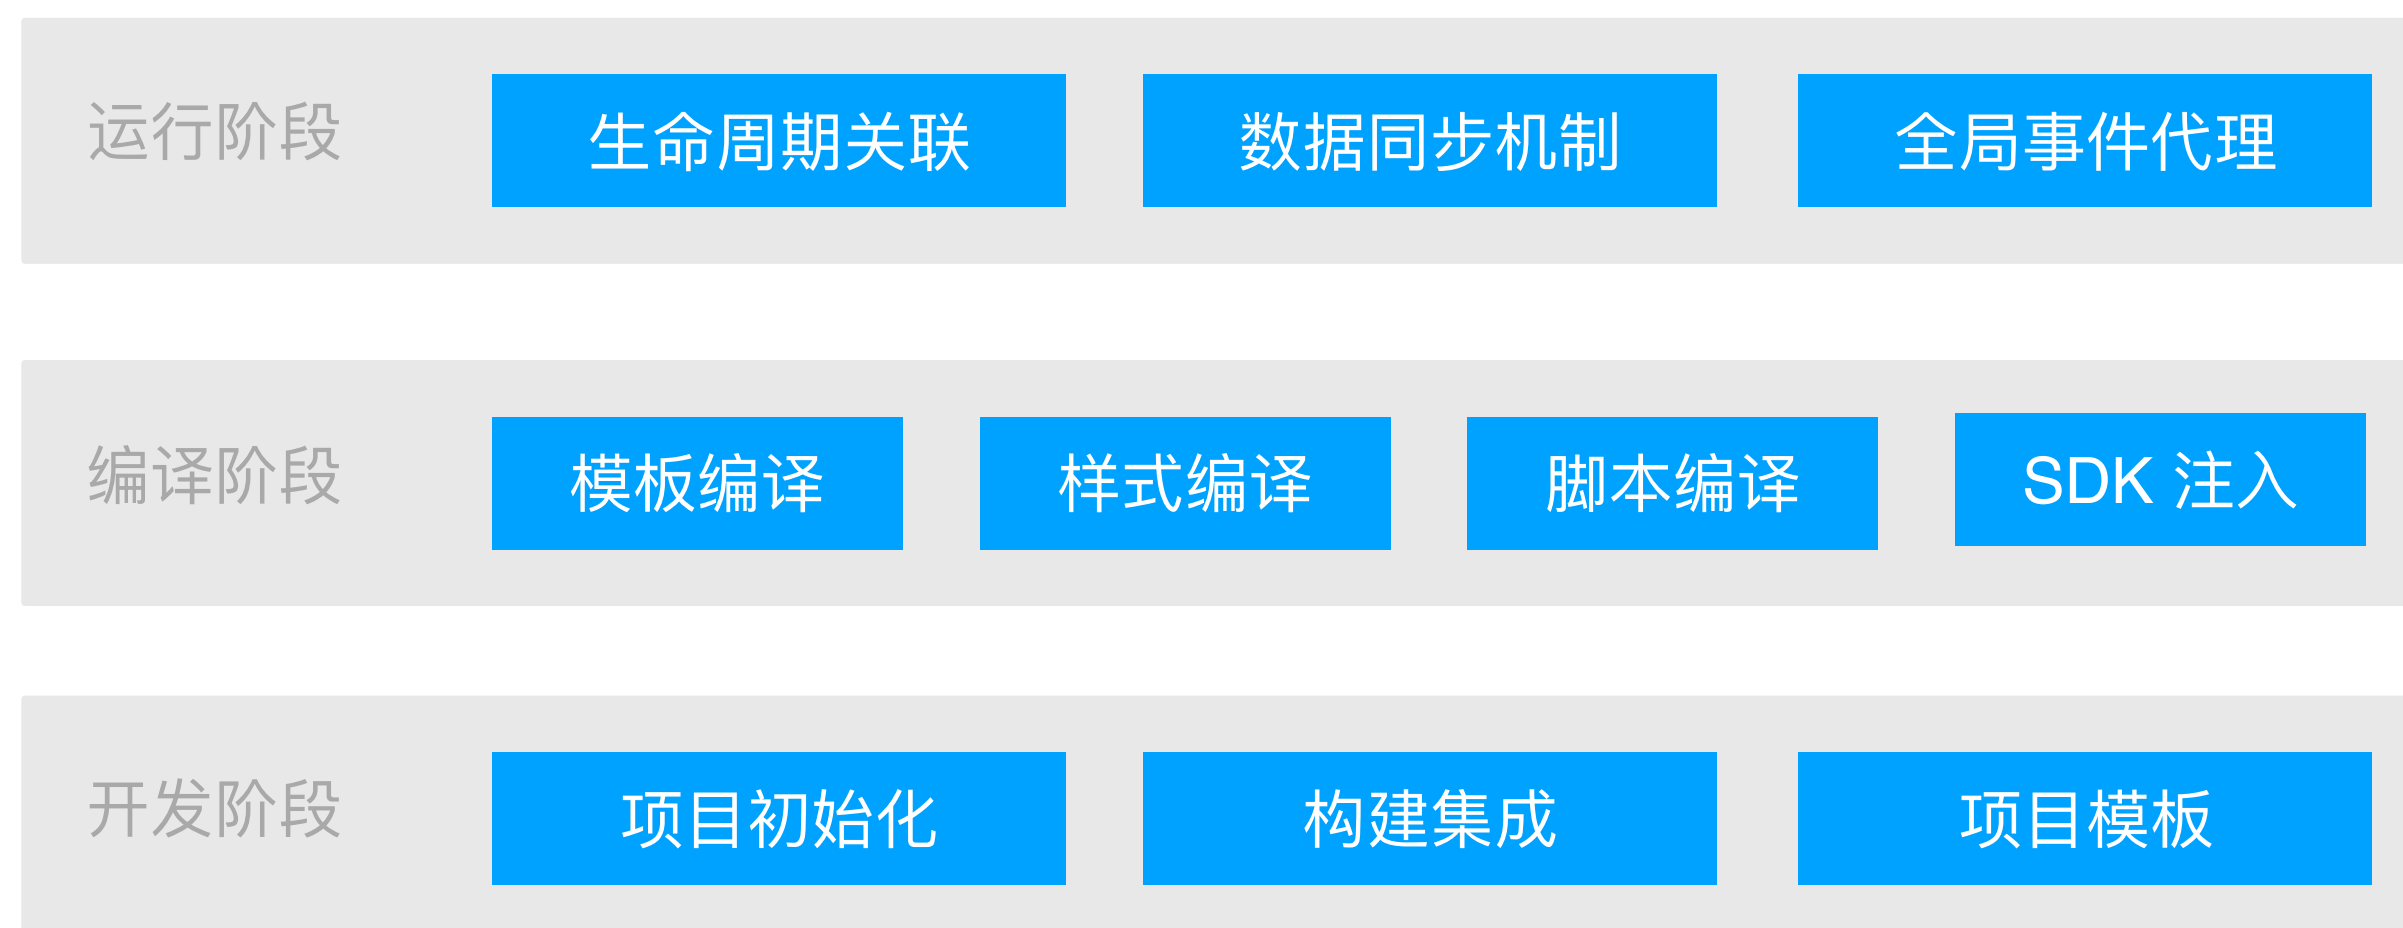 运行阶段
生命周期关联
数据同步机制
全局事件代理
编译阶段
模板编译
样式编译
脚本编译
SDK 注入
开发阶段
项目初始化
构建集成
项目模板